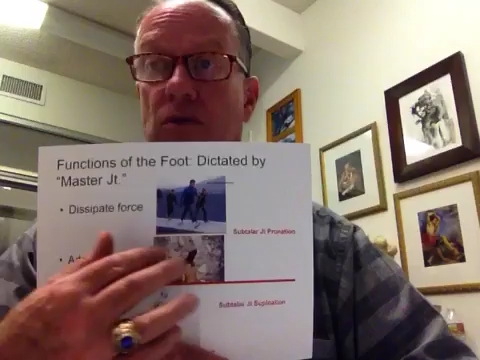 Functions of the Foot: Dictated by
"Master Jt."
• Dissipate force
Subtalar Jt Pronation
Subtalar Jt Supination